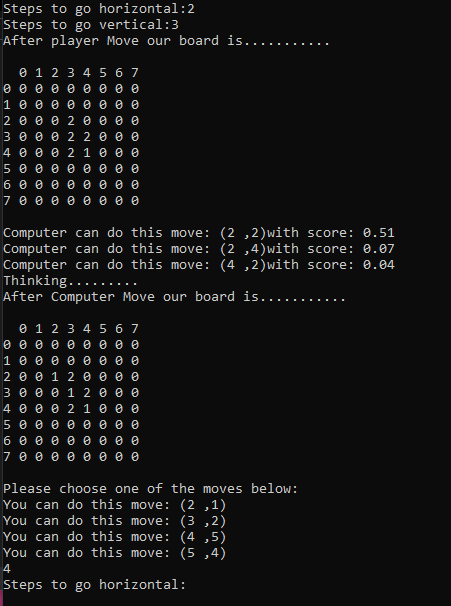 Steps to go horizontal:2
Steps to go vertical:3
After player Move our board is...........
0 1 2 3 4 5 6 7
0 0 0 0 0 0 0 0 0
1 0 0 0 0 0 0 0 0
2 0 0 0 2 0 0 0 0
3 0 0 0 2 2 0 0 0
4 0 0 0 2 1 0 0 0
5 0 0 0 0 0 0 0 0
6 0 0 0 0 0 0 0 0
7 0 0 0 0 0 0 0 0
Computer can do this move: (2 ,2)with score: 0.51
Computer can do this move: (2 ,4)with score: 0.07
Computer can do this move: (4 ,2)with score: 0.04
Thinking.........
After Computer Move our board is...........
0 1 2 3 4 5 6 7
0 0 0 0 0 0 0 0 0
1 0 0 0 0 0 0 0 0
2 0 0 1 2 0 0 0 0
3 0 0 0 1 2 0 0 0
4 0 0 0 2 1 0 0 0
5 0 0 0 0 0 0 0 0
6 0 0 0 0 0 0 0 0
7 0 0 0 0 0 0 0 0
Please choose one of the moves below:
You can do this move: (2 ,1)
You can do this move: (3 ,2)
You can do this move: (4 ,5)
You can do this move: (5 ,4)
4
Steps to go horizontal: